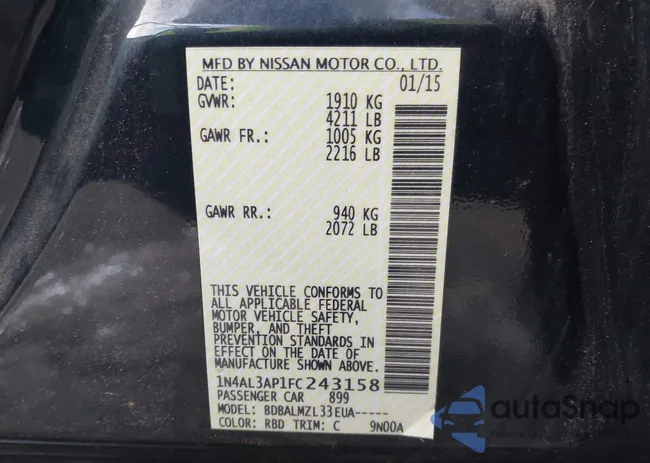 MFD BY NISSAN MOTOR CO., LTD.
DATE: 01/15
GVWR: 1910 KG
4211 LB
GAWR FR.: 1005 KG
2216 LB
GAWR RR.: 940 KG
2072 LB
THIS VEHICLE CONFORMS TO
ALL APPLICABLE FEDERAL
MOTOR VEHICLE SAFETY,
BUMPER, AND THEFT
PREVENTION STANDARDS IN
EFFECT ON THE DATE OF
MANUFACTURE SHOWN ABOVE.
1N4AL3AP1FC243158
PASSENGER CAR 899
MODEL: BDBALMZL33EUA-----
COLOR: RBD TRIM: C 9N00A
autoSnap